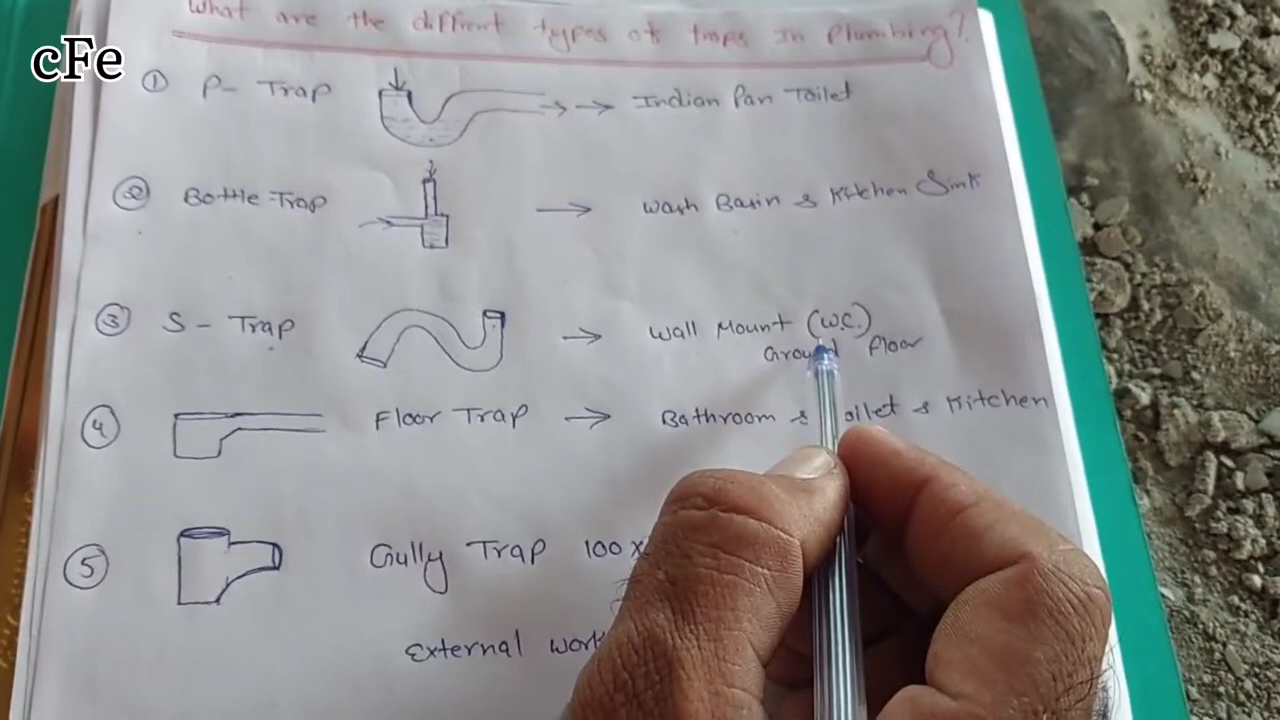 What are the different types of traps In Plumbing?
cFe
① P- Trap → → Indian Pan Toilet
② Bottle Trap → Wash Basin & Kitchen Sink
③ S- Trap → Wall Mount (W.C.)
Ground Floor
④ Floor Trap → Bathroom & Toilet & Kitchen
⑤ Gully Trap 100 x
External work